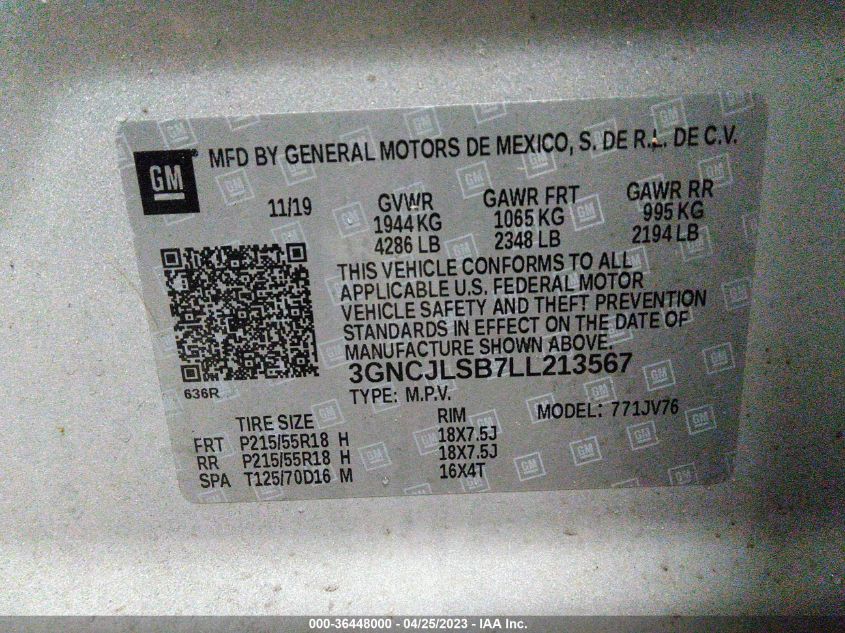 GM
MFD BY GENERAL MOTORS DE MEXICO, S. DE R.L. DE C.V.
11/19 GVWR GAWR FRT GAWR RR
1944 KG 1065 KG 995 KG
4286 LB 2348 LB 2194 LB
THIS VEHICLE CONFORMS TO ALL
APPLICABLE U.S. FEDERAL MOTOR
VEHICLE SAFETY AND THEFT PREVENTION
STANDARDS IN EFFECT ON THE DATE OF
MANUFACTURE SHOWN ABOVE.
636R
3GNCJLSB7LL213567
TYPE: M.P.V.
MODEL: 771JV76
TIRE SIZE RIM
FRT P215/55R18 H 18X7.5J
RR P215/55R18 H 18X7.5J
SPA T125/70D16 M 16X4T
000-36448000 - 04/25/2023 - IAA Inc.